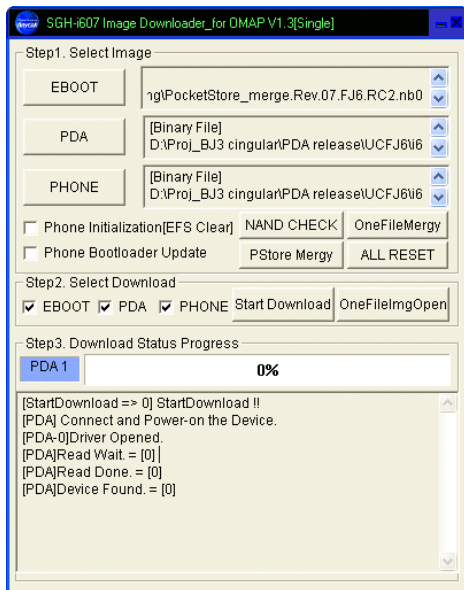 Anycall
SGH-i607 Image Downloader_for OMAP V1.3[Single]
Step1. Select Image
EBOOT
ng\PocketStore_merge.Rev.07.FJ6.RC2.nb0
PDA
[Binary File]
D:\Proj_BJ3 cingular\PDA release\UCFJ6\i6
PHONE
[Binary File]
D:\Proj_BJ3 cingular\PDA release\UCFJ6\i6
Phone Initialization[EFS Clear] NAND CHECK OneFileMergy
Phone Bootloader Update PStore Mergy ALL RESET
Step2. Select Download
EBOOT PDA PHONE Start Download OneFileImgOpen
Step3. Download Status Progress
PDA 1 0%
[StartDownload => 0] StartDownload !!
[PDA] Connect and Power-on the Device.
[PDA-0]Driver Opened.
[PDA]Read Wait. = [0]
[PDA]Read Done. = [0]
[PDA]Device Found. = [0]